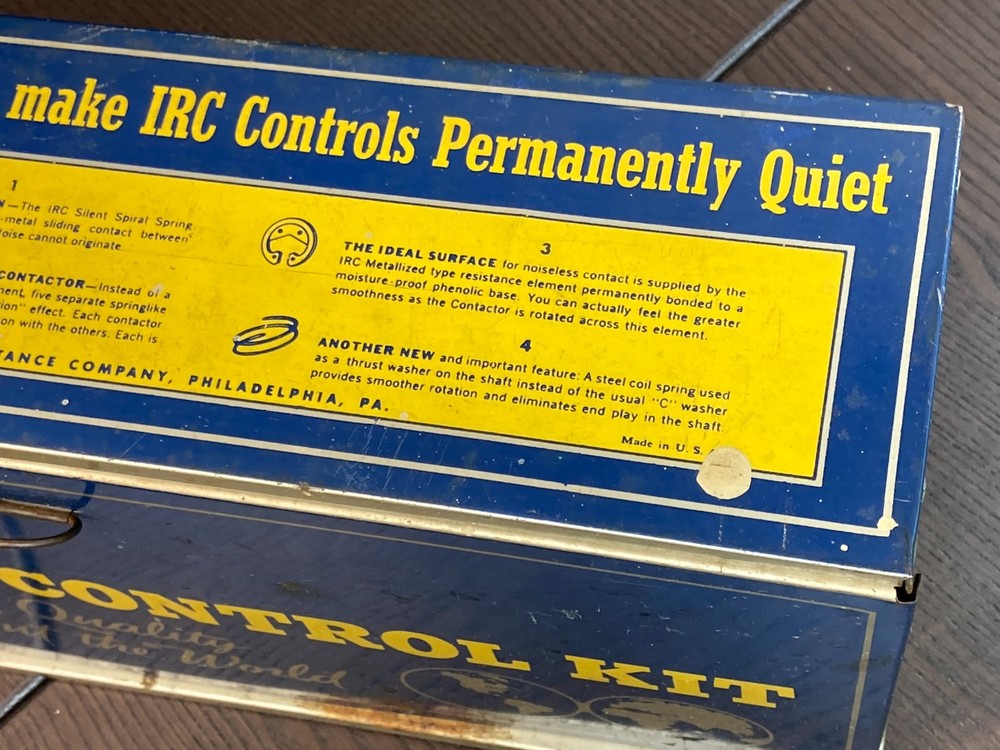 make IRC Controls Permanently Quiet
1
—The IRC Silent Spiral Spring
-metal sliding contact between
oise cannot originate.
CONTACTOR—Instead of a
ment, five separate springlike
ion" effect. Each contactor
on with the others. Each is
3
THE IDEAL SURFACE for noiseless contact is supplied by the
IRC Metallized type resistance element permanently bonded to a
moisture-proof phenolic base. You can actually feel the greater
smoothness as the Contactor is rotated across this element.
4
ANOTHER NEW and important feature: A steel coil spring used
as a thrust washer on the shaft instead of the usual "C" washer
provides smoother rotation and eliminates end play in the shaft.
TANCE COMPANY, PHILADELPHIA, PA.
Made in U. S.
CONTROL KIT
Quality
the World